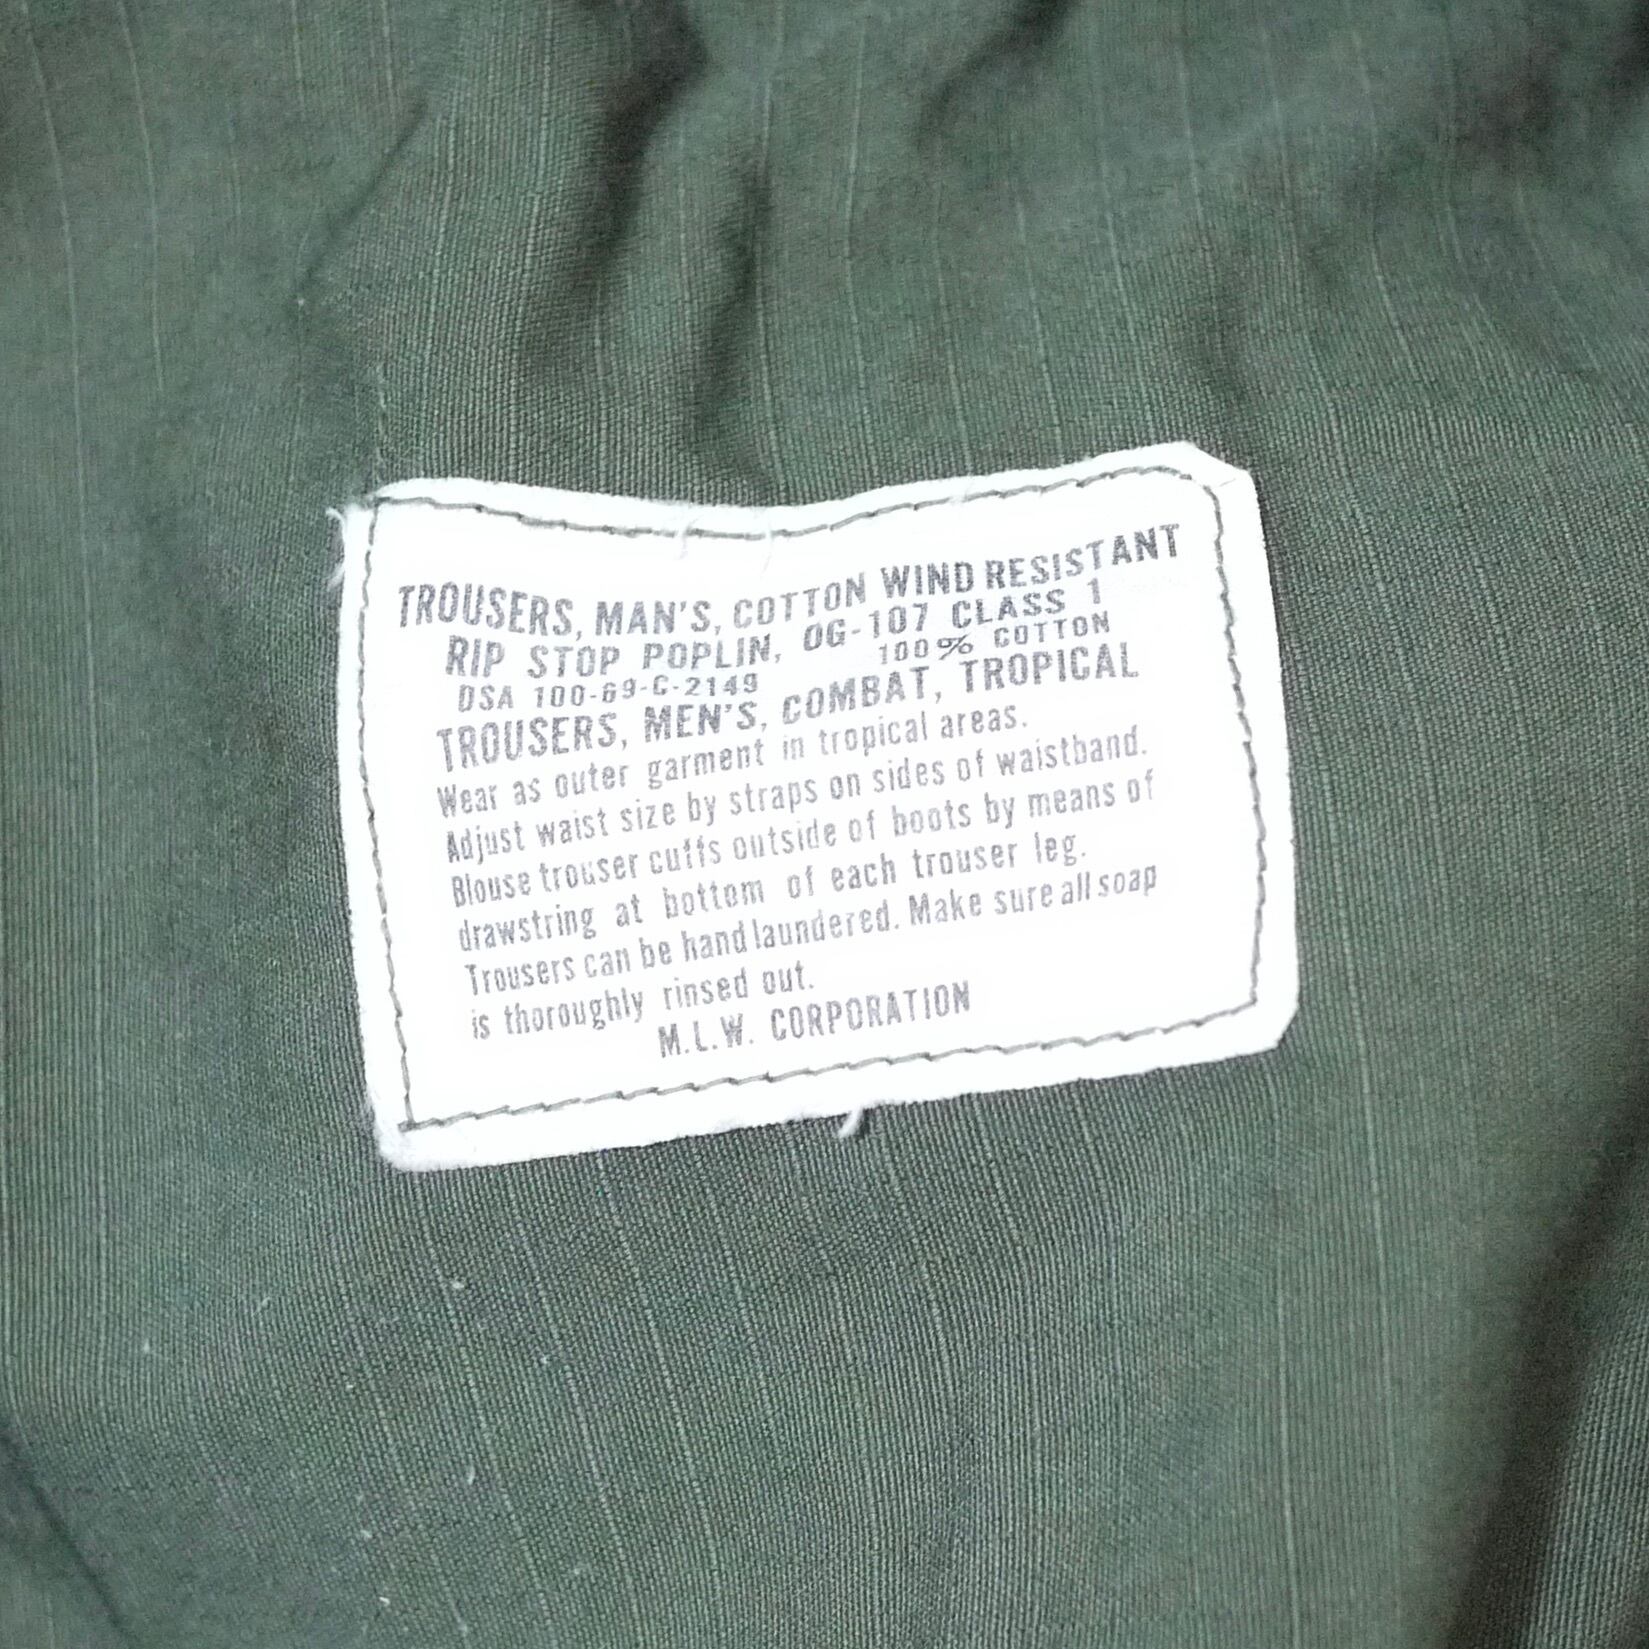 TROUSERS, MAN'S, COTTON WIND RESISTANT
RIP STOP POPLIN, OG-107 CLASS 1
DSA 100-69-C-2149 100% COTTON
TROUSERS, MEN'S, COMBAT, TROPICAL
Wear as outer garment in tropical areas.
Adjust waist size by straps on sides of waistband.
Blouse trouser cuffs outside of boots by means of
drawstring at bottom of each trouser leg.
Trousers can be hand laundered. Make sure all soap
is thoroughly rinsed out.
M.L.W. CORPORATION